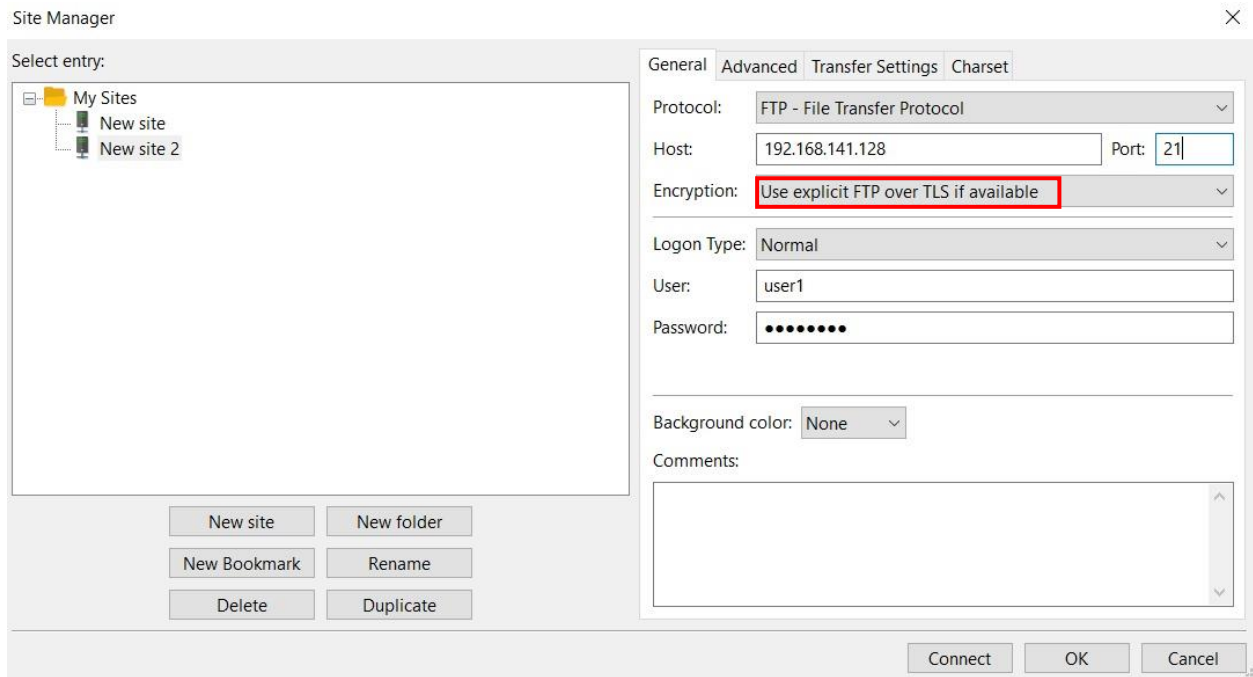 Site Manager
Select entry:
My Sites
New site
New site 2
New site New folder
New Bookmark Rename
Delete Duplicate
General Advanced Transfer Settings Charset
Protocol: FTP - File Transfer Protocol
Host: 192.168.141.128 Port: 21
Encryption: Use explicit FTP over TLS if available
Logon Type: Normal
User: user1
Password: ●●●●●●●●
Background color: None
Comments:
Connect OK Cancel